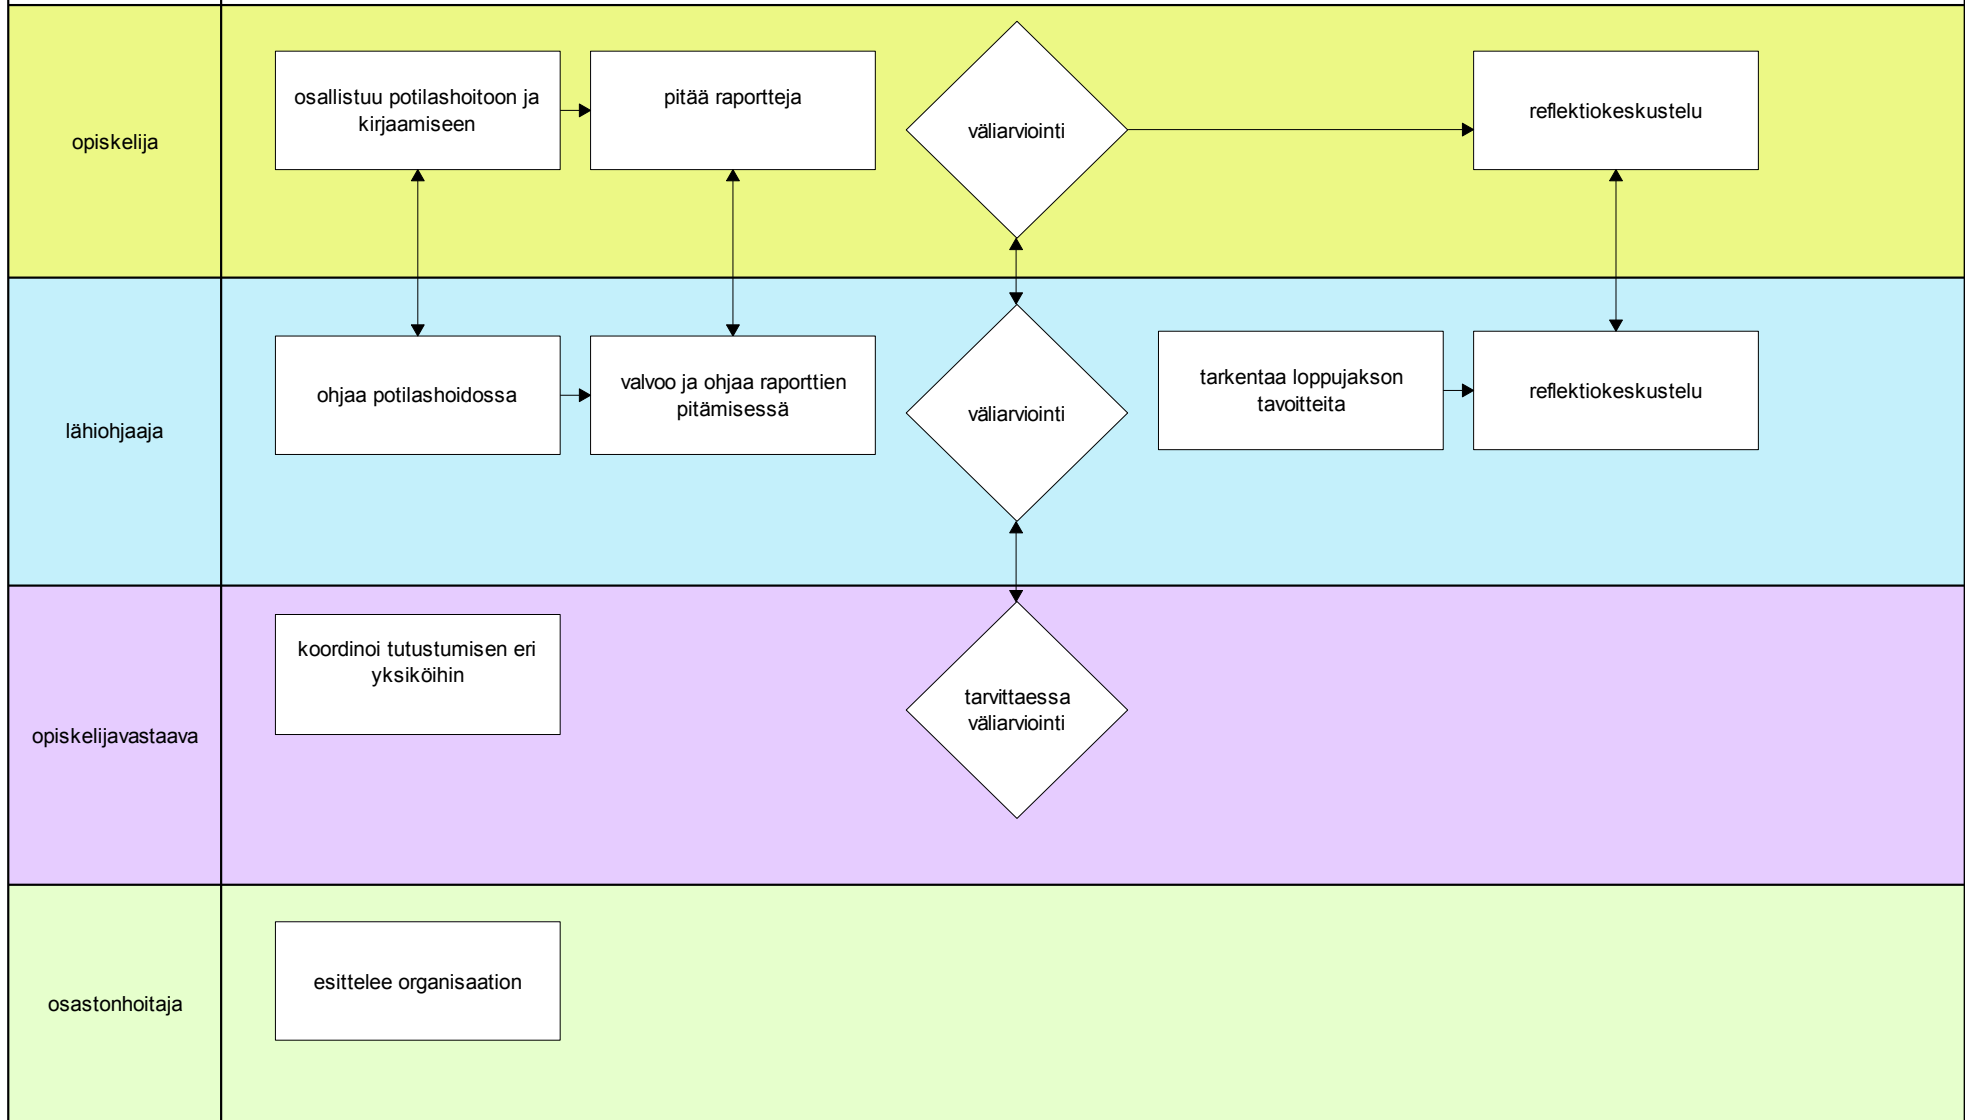 opiskelija
osallistuu potilashoitoon ja
kirjaamiseen
pitää raportteja
väliarviointi
reflektiokeskustelu
lähiohjaaja
ohjaa potilashoidossa
valvoo ja ohjaa raporttien
pitämisessä
väliarviointi
tarkentaa loppujakson
tavoitteita
reflektiokeskustelu
opiskelijavastaava
koordinoi tutustumisen eri
yksiköihin
tarvittaessa
väliarviointi
osastonhoitaja
esittelee organisaation